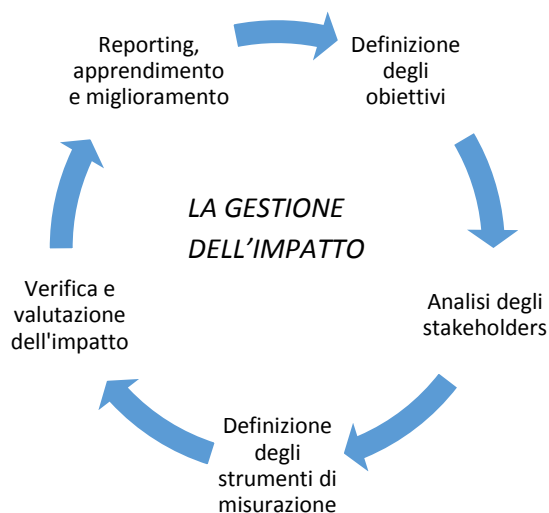 Reporting,
apprendimento
e miglioramento
Definizione
degli
obiettivi
LA GESTIONE
DELL'IMPATTO
Analisi degli
stakeholders
Verifica e
valutazione
dell'impatto
Definizione
degli
strumenti di
misurazione